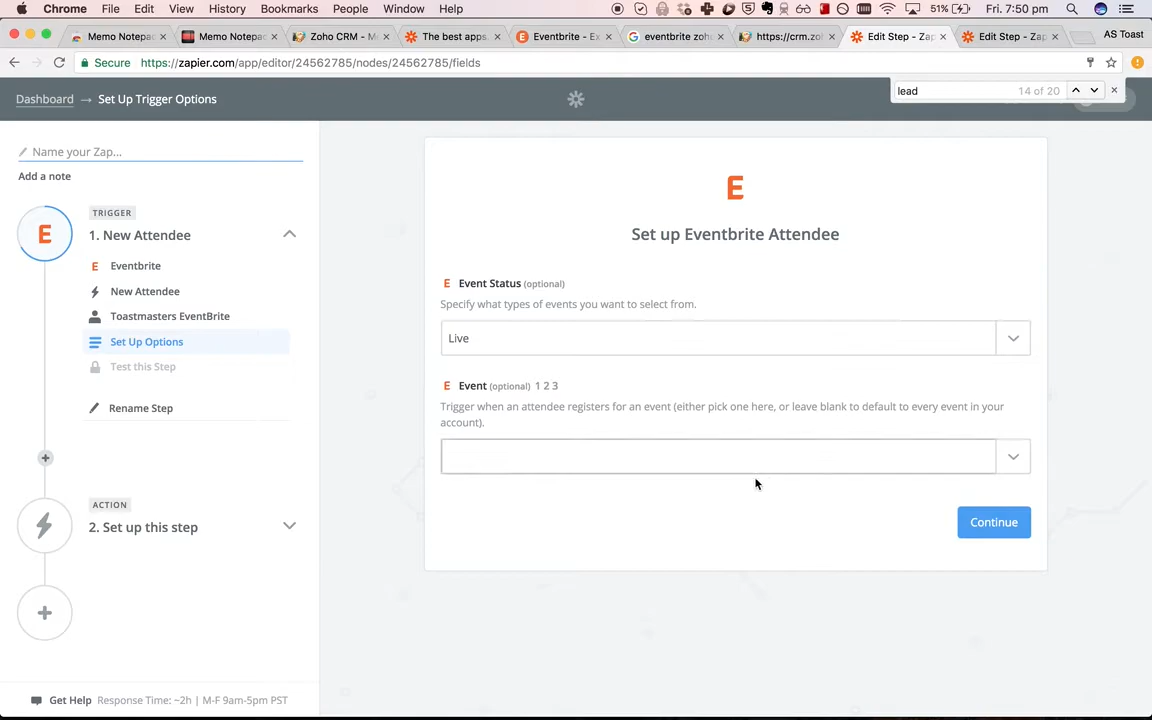 Chrome File Edit View History Bookmarks People Window Help 51% Fri. 7:50 pm
Memo Notepac × Memo Notepac × Zoho CRM - M × The best apps. × Eventbrite - Ex × eventbrite zoh × https://crm.zoh × Edit Step - Zap × Edit Step - Zap × AS Toast
Secure https://zapier.com/app/editor/24562785/nodes/24562785/fields
lead 14 of 20
Dashboard → Set Up Trigger Options
Name your Zap...
Add a note
TRIGGER
1. New Attendee
Eventbrite
New Attendee
Toastmasters EventBrite
Set Up Options
Test this Step
Rename Step
ACTION
2. Set up this step
Get Help Response Time: ~2h | M-F 9am-5pm PST
Set up Eventbrite Attendee
Event Status (optional)
Specify what types of events you want to select from.
Live
Event (optional) 1 2 3
Trigger when an attendee registers for an event (either pick one here, or leave blank to default to every event in your
account).
Continue